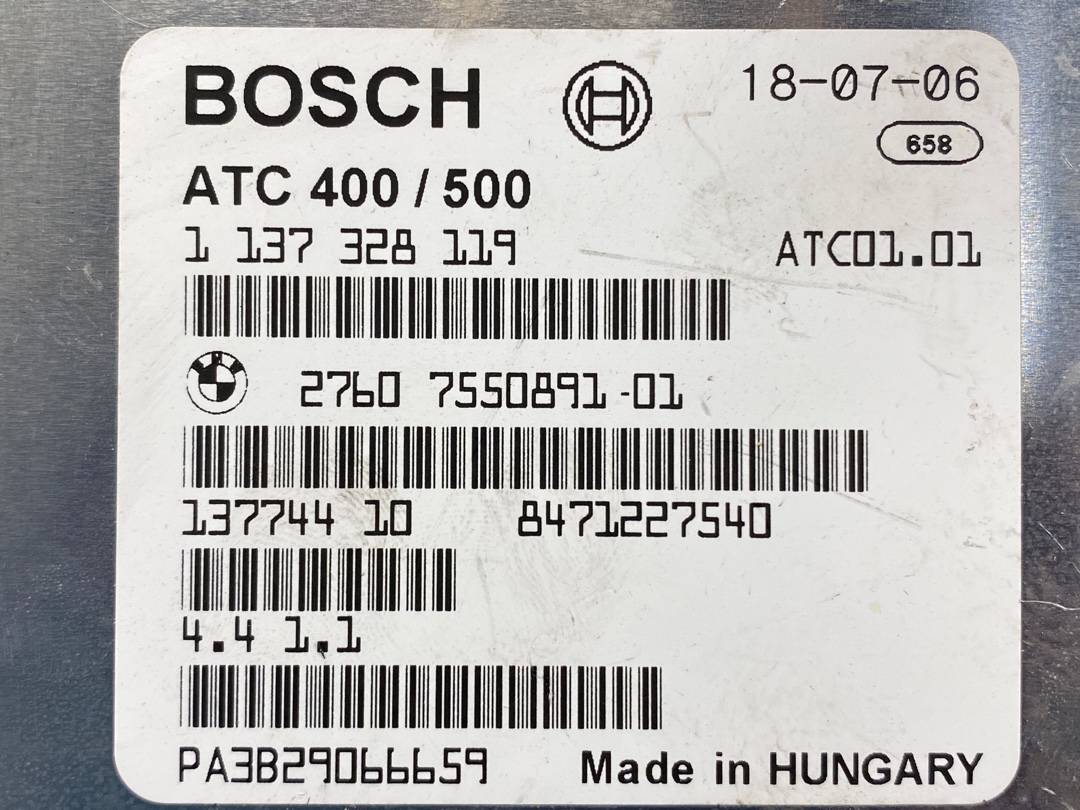 BOSCH 18-07-06
658
ATC 400 / 500
1 137 328 119 ATC01.01
2760 7550891-01
137744 10 8471227540
4.4 1.1
PA3B29066659 Made in HUNGARY